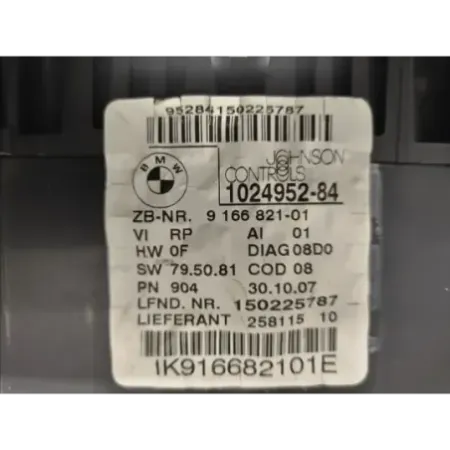 95284150225787
BMW
JOHNSON
CONTROLS
1024952-84
ZB-NR. 9 166 821-01
VI RP AI 01
HW 0F DIAG 08D0
SW 79.50.81 COD 08
PN 904 30.10.07
LFND. NR. 150225787
LIEFERANT 258115 10
IK916682101E